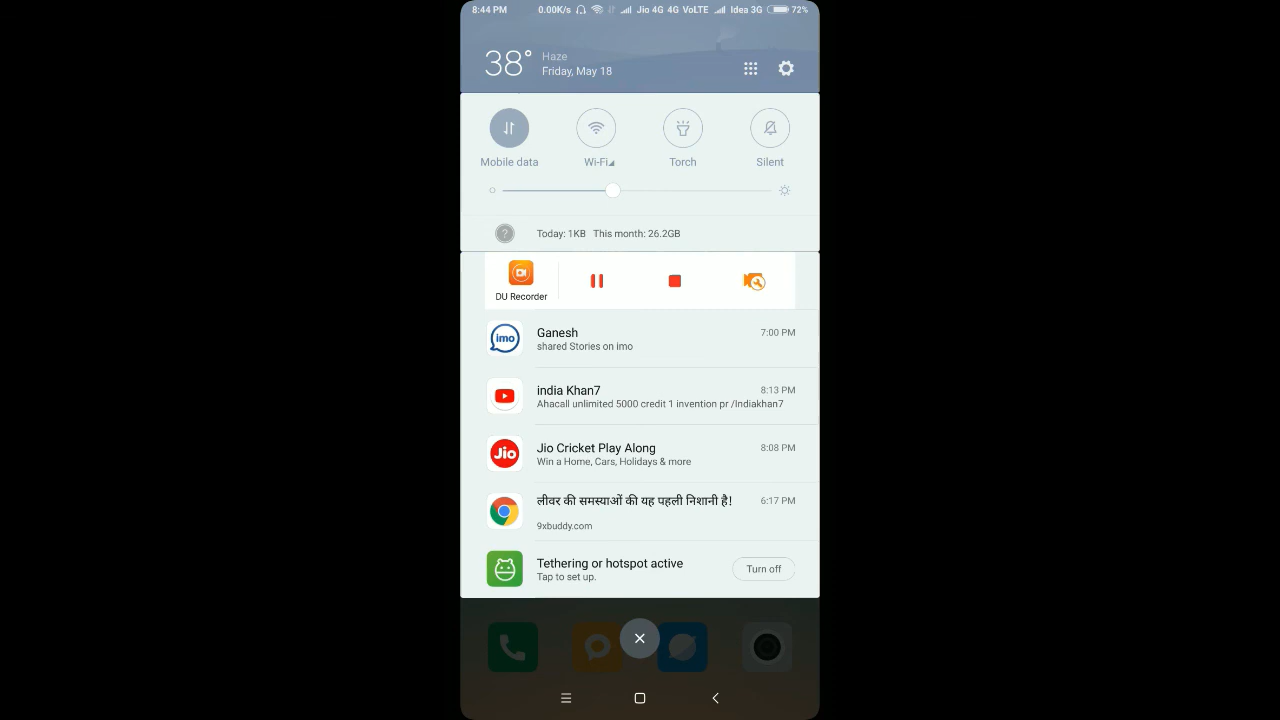 8:44 PM 0.00K/s Jio 4G 4G VoLTE Idea 3G 72%
38° Haze
Friday, May 18
Mobile data Wi-Fi Torch Silent
? Today: 1KB This month: 26.2GB
DU Recorder
imo Ganesh 7:00 PM
shared Stories on imo
india Khan7 8:13 PM
Ahacall unlimited 5000 credit 1 invention pr /Indiakhan7
Jio Jio Cricket Play Along 8:08 PM
Win a Home, Cars, Holidays & more
लीवर की समस्याओं की यह पहली निशानी है! 6:17 PM
9xbuddy.com
Tethering or hotspot active Turn off
Tap to set up.